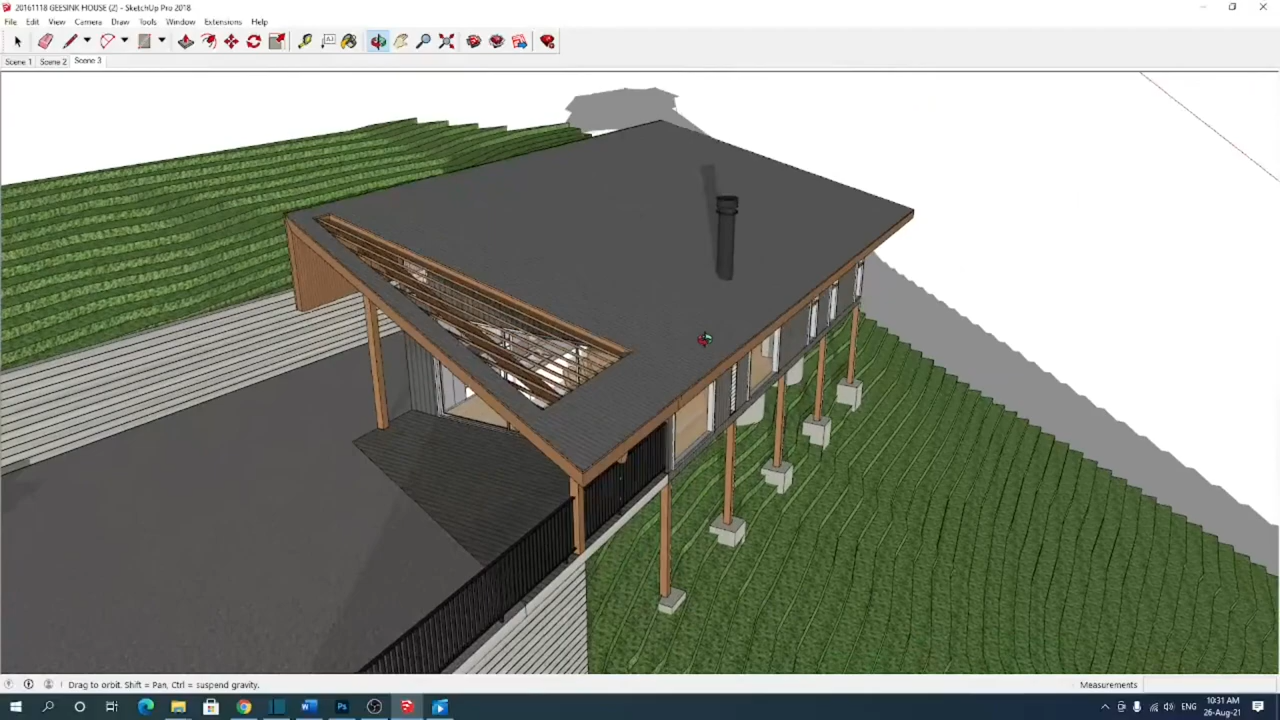 20161118 GEESINK HOUSE (2) - SketchUp Pro 2018
File Edit View Camera Draw Tools Window Extensions Help
Scene 1 Scene 2 Scene 3
Drag to orbit. Shift = Pan, Ctrl = suspend gravity.
Measurements
ENG
10:31 AM
26-Aug-21